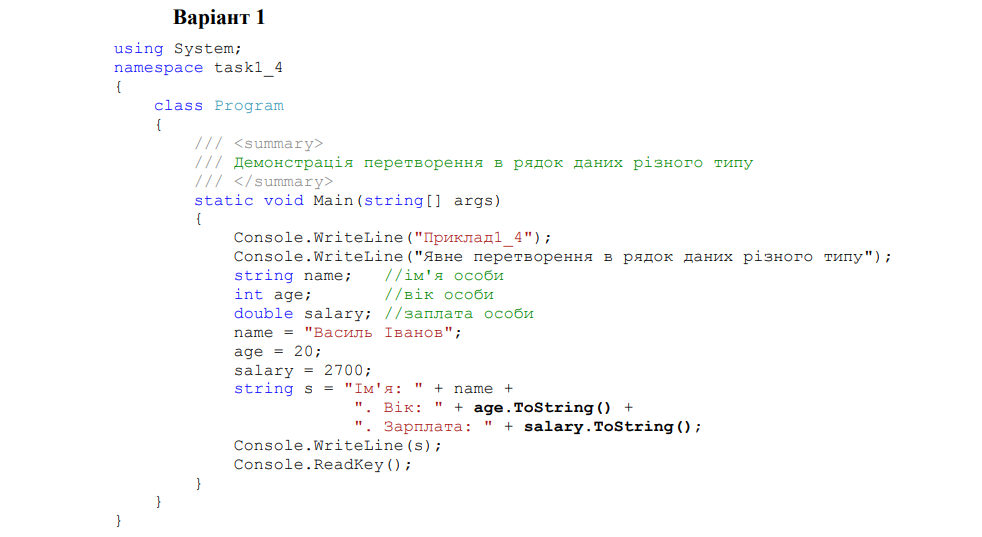 Варіант 1
using System;
namespace task1_4
{
class Program
{
/// <summary>
/// Демонстрація перетворення в рядок даних різного типу
/// </summary>
static void Main(string[] args)
{
Console.WriteLine("Приклад1_4");
Console.WriteLine("Явне перетворення в рядок даних різного типу");
string name; //ім'я особи
int age; //вік особи
double salary; //заплата особи
name = "Василь Іванов";
age = 20;
salary = 2700;
string s = "Ім'я: " + name +
". Вік: " + age.ToString() +
". Зарплата: " + salary.ToString();
Console.WriteLine(s);
Console.ReadKey();
}
}
}